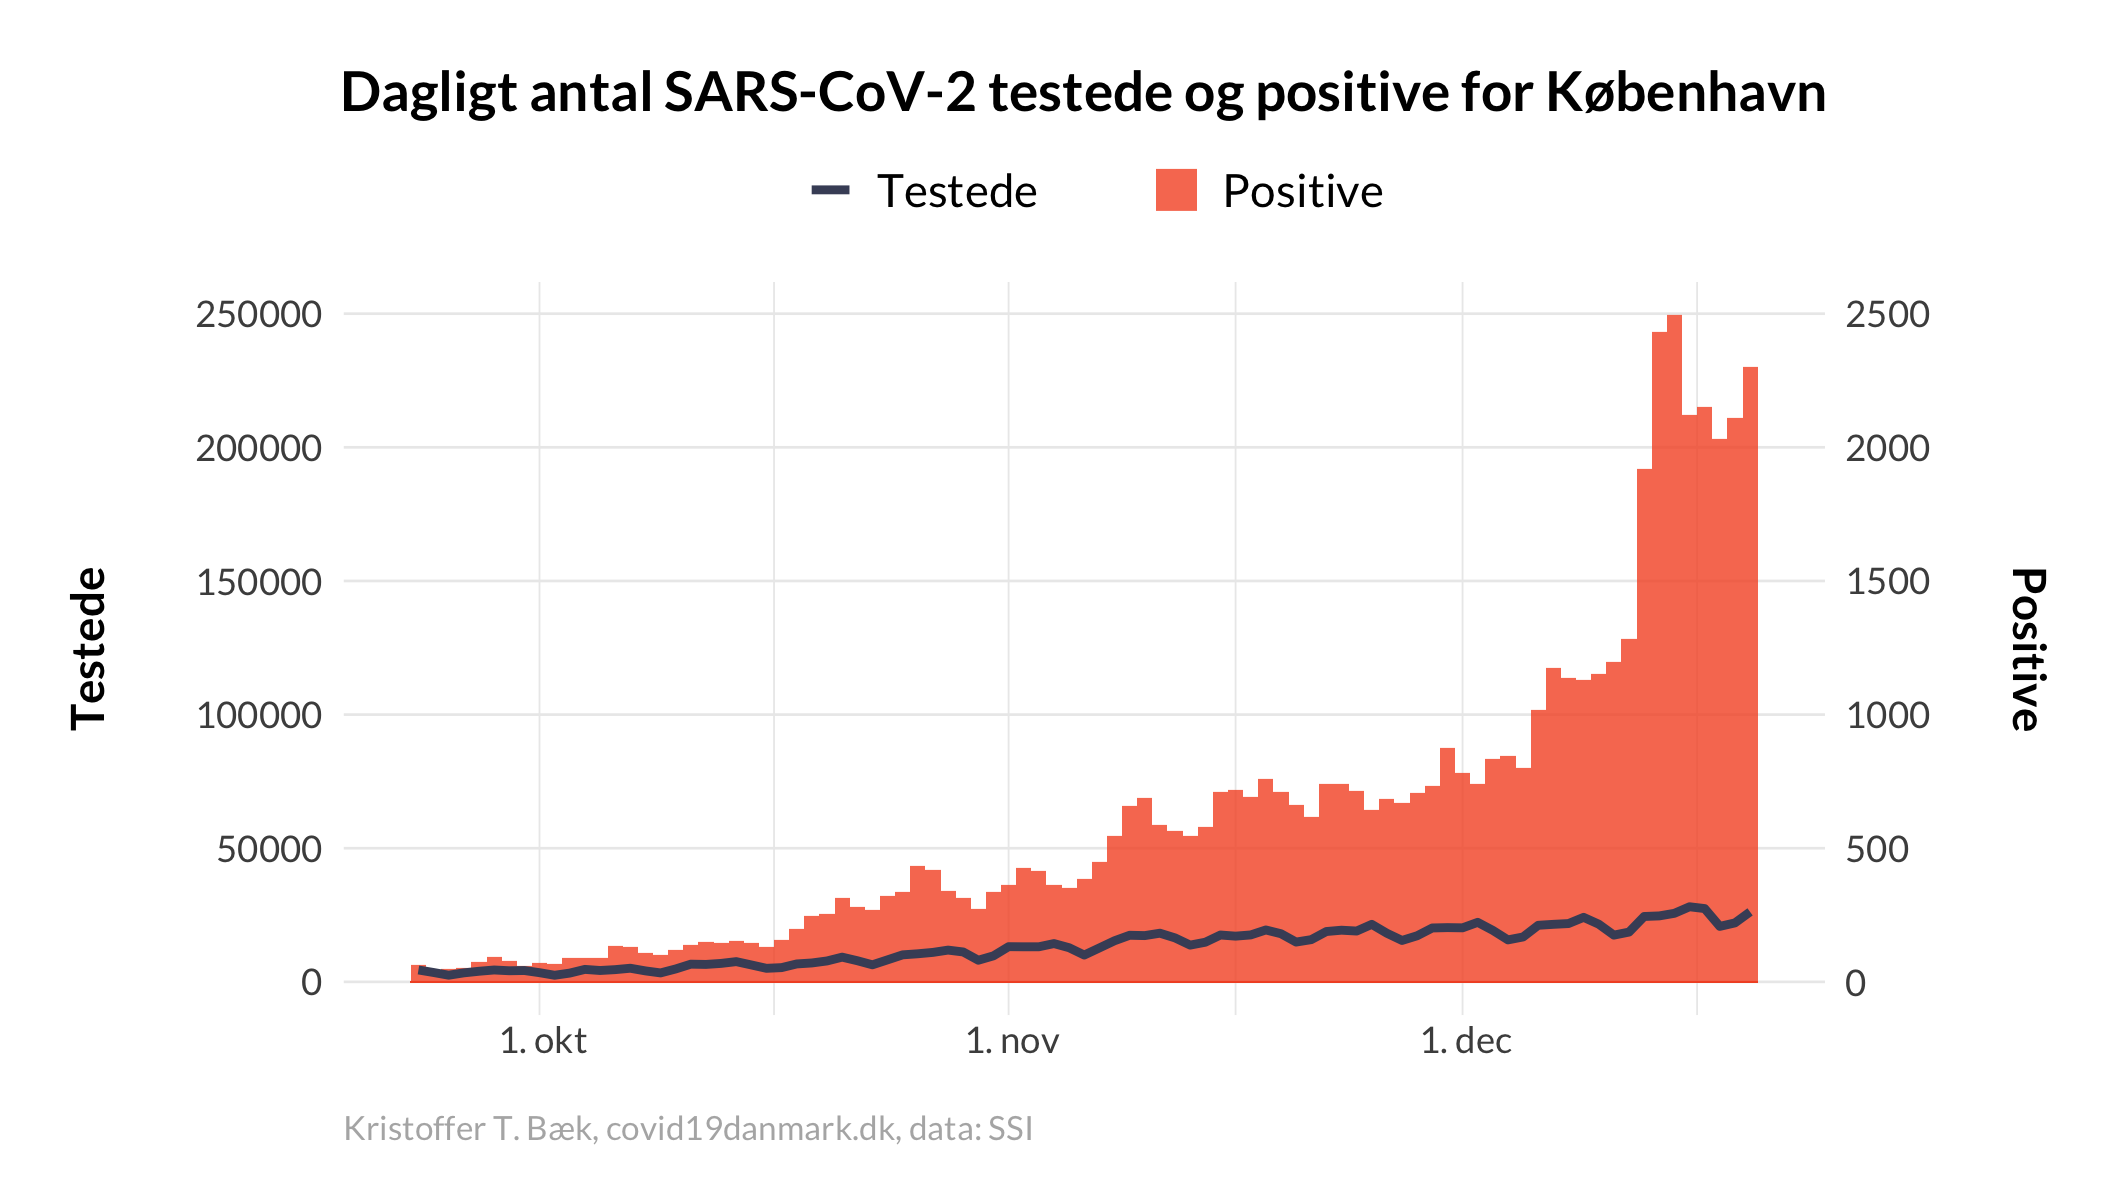 Dagligt antal SARS-CoV-2 testede og positive for København
Testede
Positive
250000
200000
150000
100000
50000
0
2500
2000
1500
1000
500
0
Testede
Positive
1. okt
1. nov
1. dec
Kristoffer T. Bæk, covid19danmark.dk, data: SSI